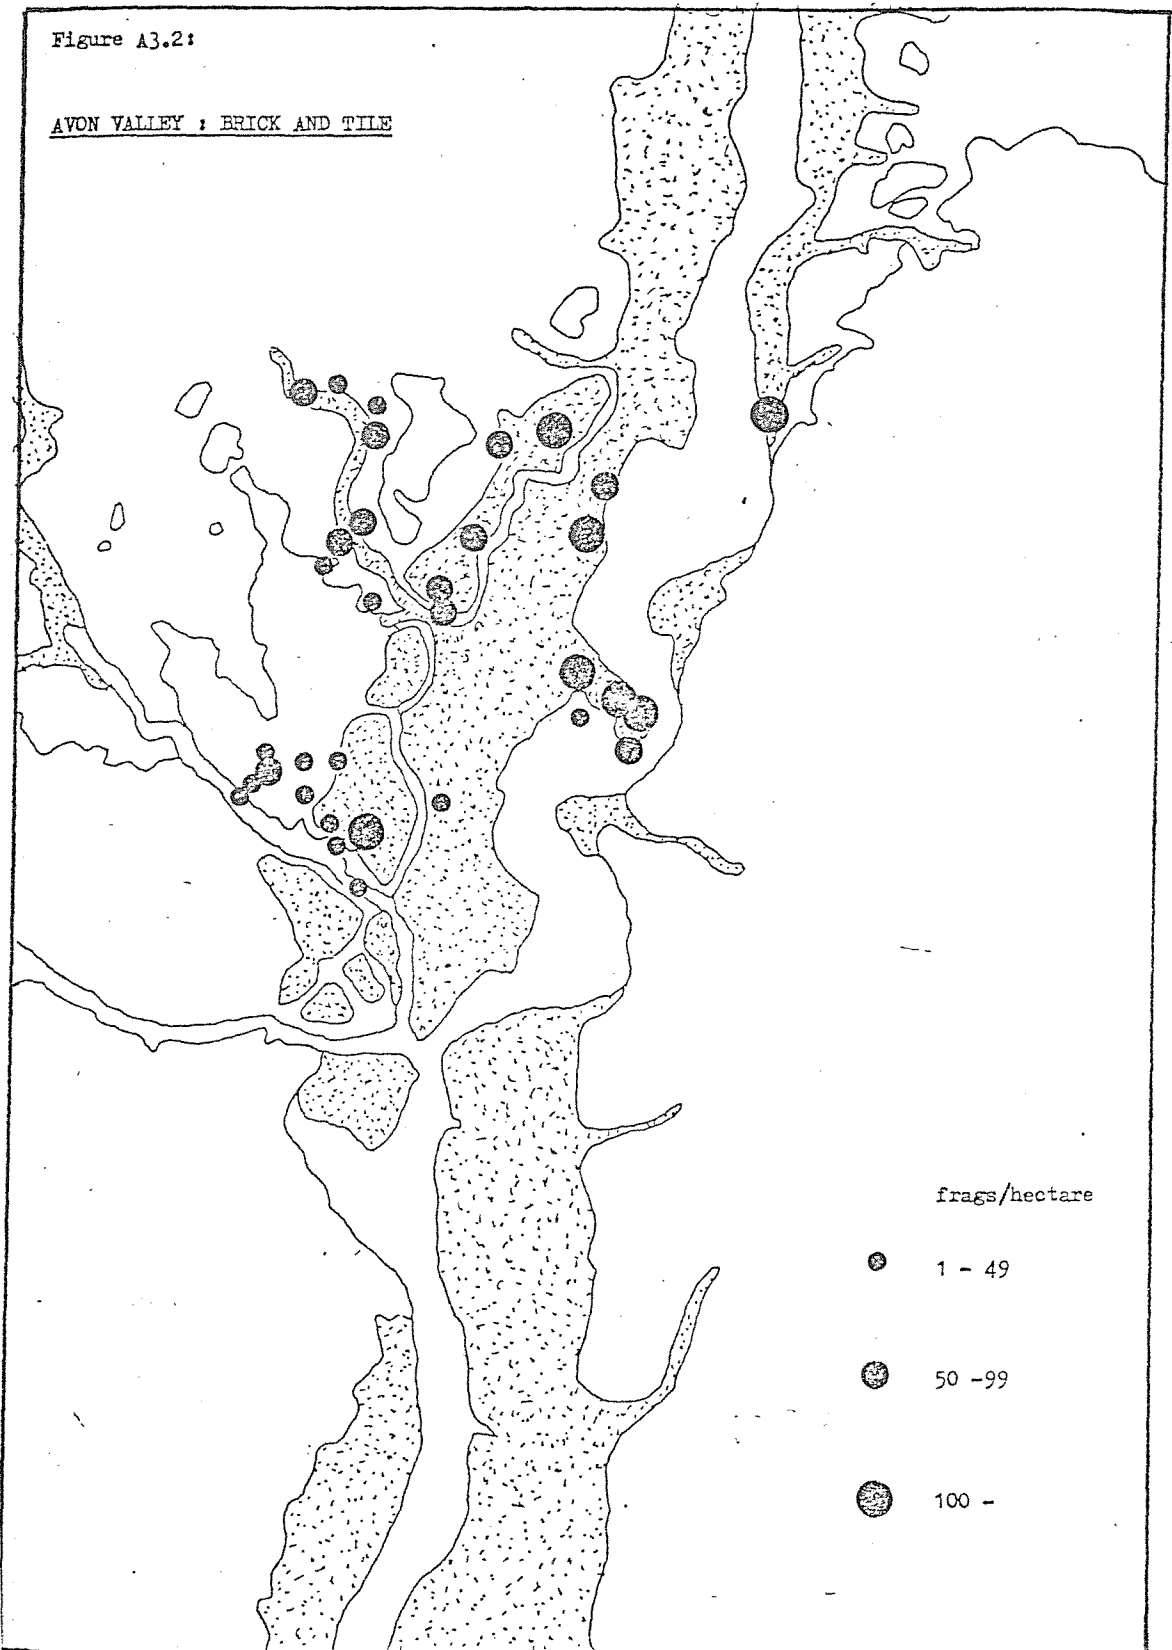 Figure A3.2:
AVON VALLEY : BRICK AND TILE
frags/hectare
1 - 49
50 -99
100 -